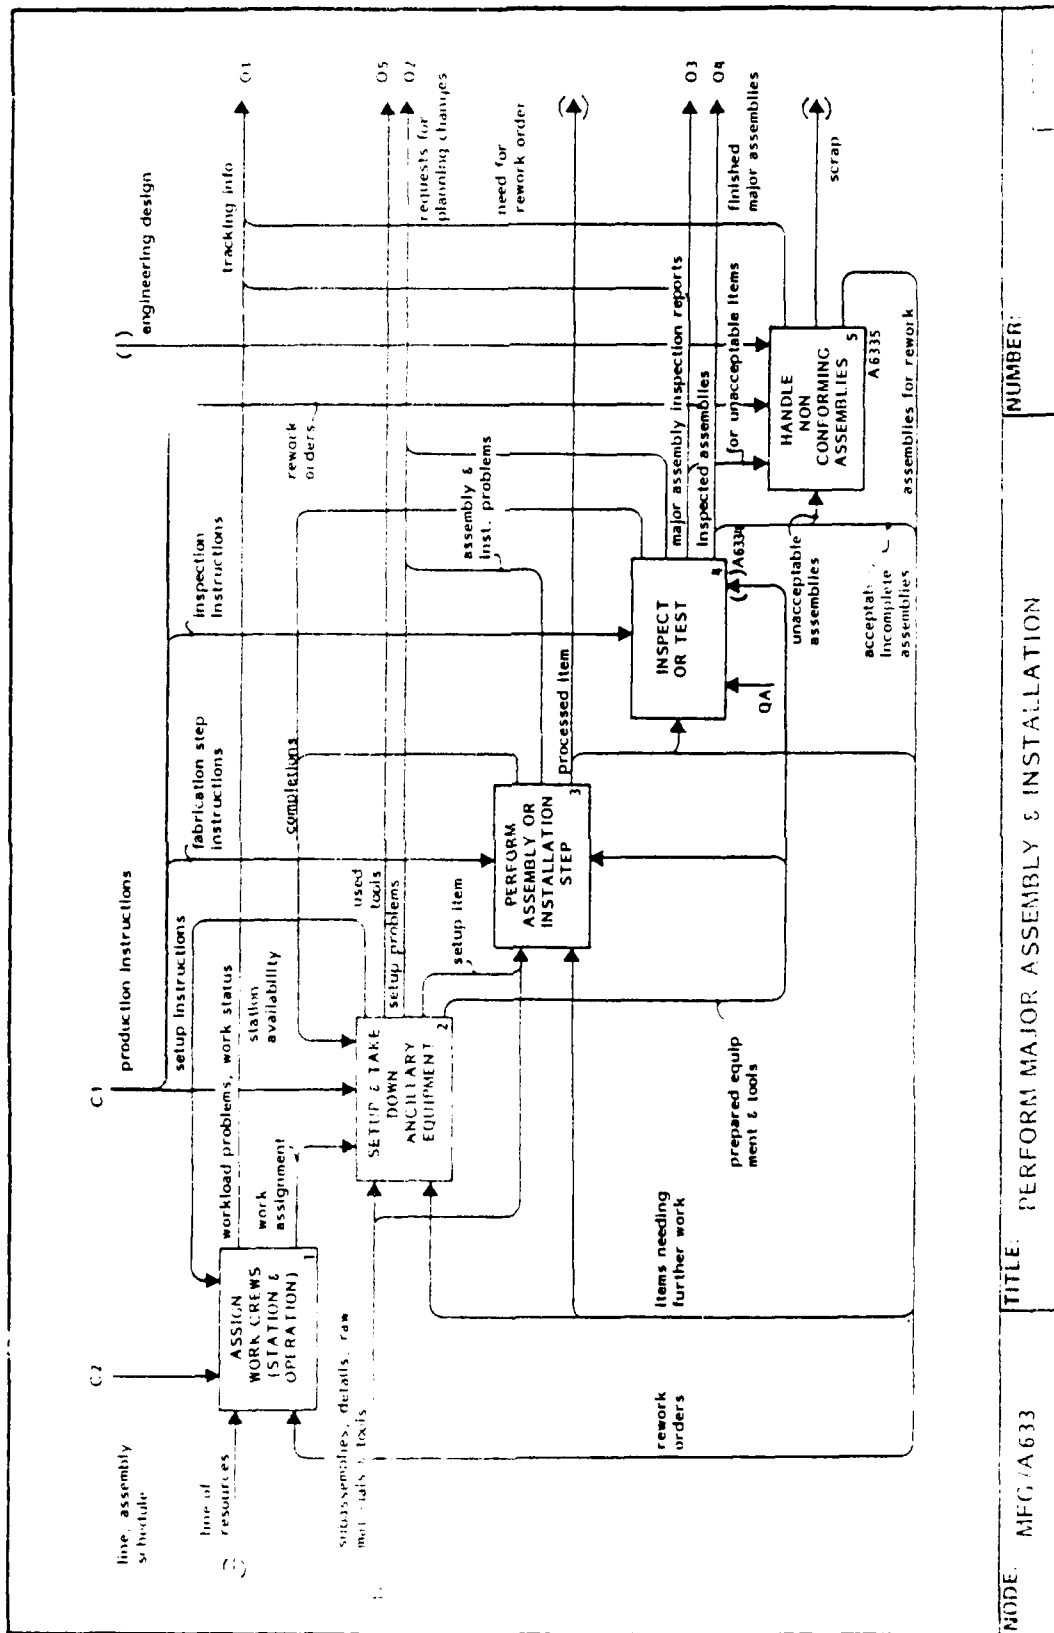 C2
C1
( ) engineering design
line, assembly
schedule
production instructions
setup instructions
fabrication step
instructions
inspection
instructions
rework
orders
tracking info
O1
line of
resources
ASSIGN
WORK CREWS
(STATION &
OPERATION)
1
workload problems, work status
work
assignment
station
availability
completions
used
tools
O5
setup problems
O2
requests for
planning changes
assembly &
inst. problems
subassemblies, details, raw
materials & tools
SETUP & TAKE
DOWN
ANCILLARY
EQUIPMENT
2
setup item
need for
rework order
( )
PERFORM
ASSEMBLY OR
INSTALLATION
STEP
3
processed item
major assembly inspection reports
O3
Inspected assemblies
O4
for unacceptable items
finished
major assemblies
INSPECT
OR TEST
4
( ) A6334
QA
HANDLE
NON
CONFORMING
ASSEMBLIES
5
A6335
( )
scrap
unacceptable
assemblies
prepared equip
ment & tools
items needing
further work
rework
orders
incomplete
assemblies
assemblies for rework
NODE: MFG/A633
TITLE: PERFORM MAJOR ASSEMBLY & INSTALLATION
NUMBER: